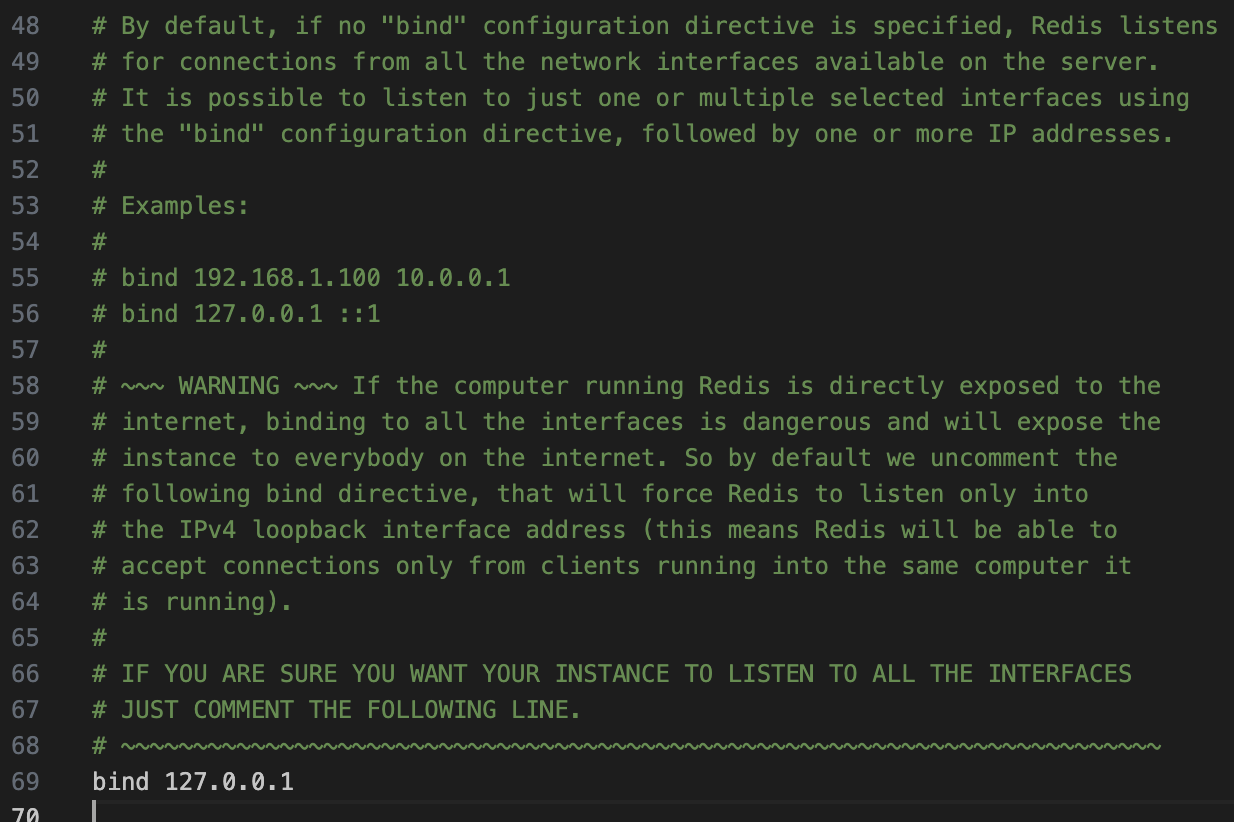 48 # By default, if no "bind" configuration directive is specified, Redis listens
49 # for connections from all the network interfaces available on the server.
50 # It is possible to listen to just one or multiple selected interfaces using
51 # the "bind" configuration directive, followed by one or more IP addresses.
52 #
53 # Examples:
54 #
55 # bind 192.168.1.100 10.0.0.1
56 # bind 127.0.0.1 ::1
57 #
58 # ~~~ WARNING ~~~ If the computer running Redis is directly exposed to the
59 # internet, binding to all the interfaces is dangerous and will expose the
60 # instance to everybody on the internet. So by default we uncomment the
61 # following bind directive, that will force Redis to listen only into
62 # the IPv4 loopback interface address (this means Redis will be able to
63 # accept connections only from clients running into the same computer it
64 # is running).
65 #
66 # IF YOU ARE SURE YOU WANT YOUR INSTANCE TO LISTEN TO ALL THE INTERFACES
67 # JUST COMMENT THE FOLLOWING LINE.
68 # ~~~~~~~~~~~~~~~~~~~~~~~~~~~~~~~~~~~~~~~~~~~~~~~~~~~~~~~~~~~~~~~~~~~~~~~~
69 bind 127.0.0.1
70